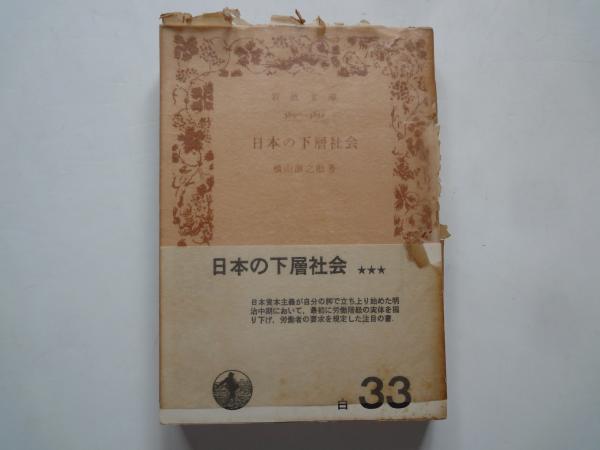 岩波文庫
日本の下層社会
横山源之助著
日本の下層社会 ★★★
日本資本主義が自分の脚で立ち上り始めた明
治中期において，最初に労働階級の実体を掘
り下げ，労働者の要求を規定した注目の書．
白 33